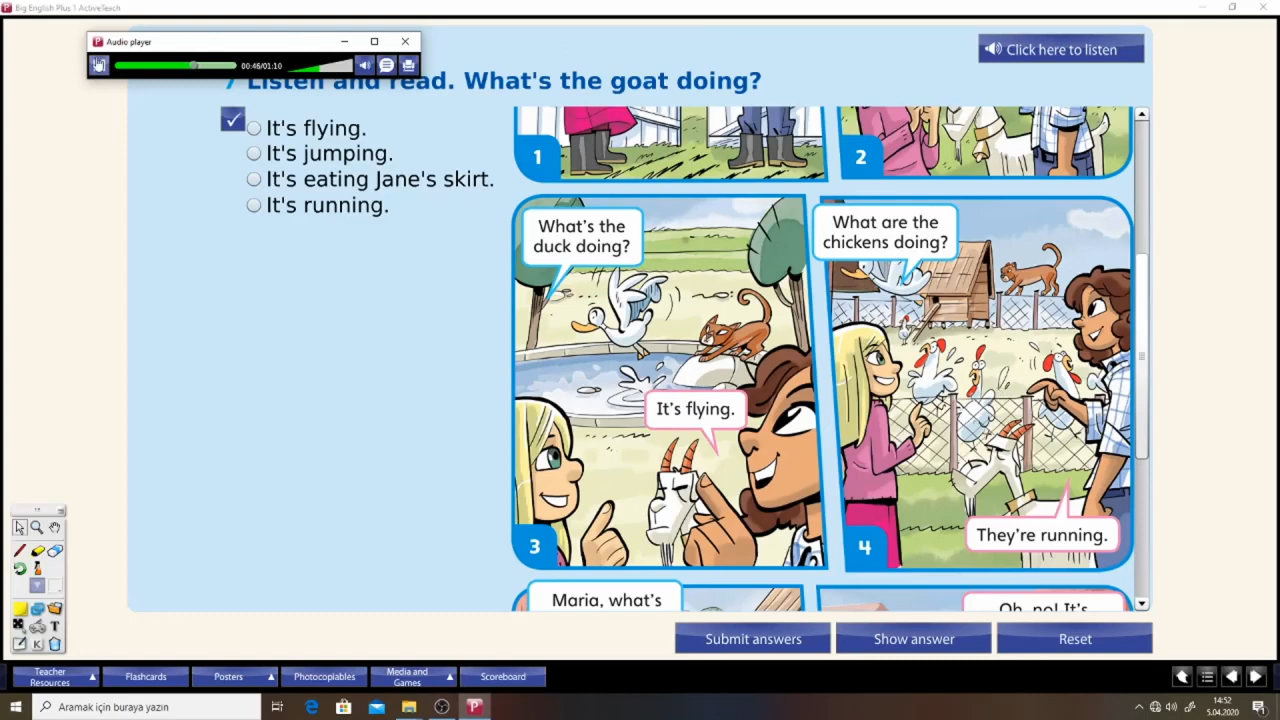 Big English Plus 1 ActiveTeach
Audio player
00:46/01:10
Click here to listen
7 Listen and read. What's the goat doing?
It's flying.
It's jumping.
It's eating Jane's skirt.
It's running.
1
2
What's the
duck doing?
It's flying.
3
What are the
chickens doing?
They're running.
4
Maria, what's
Oh, no! It's
Submit answers
Show answer
Reset
Teacher
Resources
Flashcards
Posters
Photocopiables
Media and
Games
Scoreboard
Aramak için buraya yazın
14:52
5.04.2020